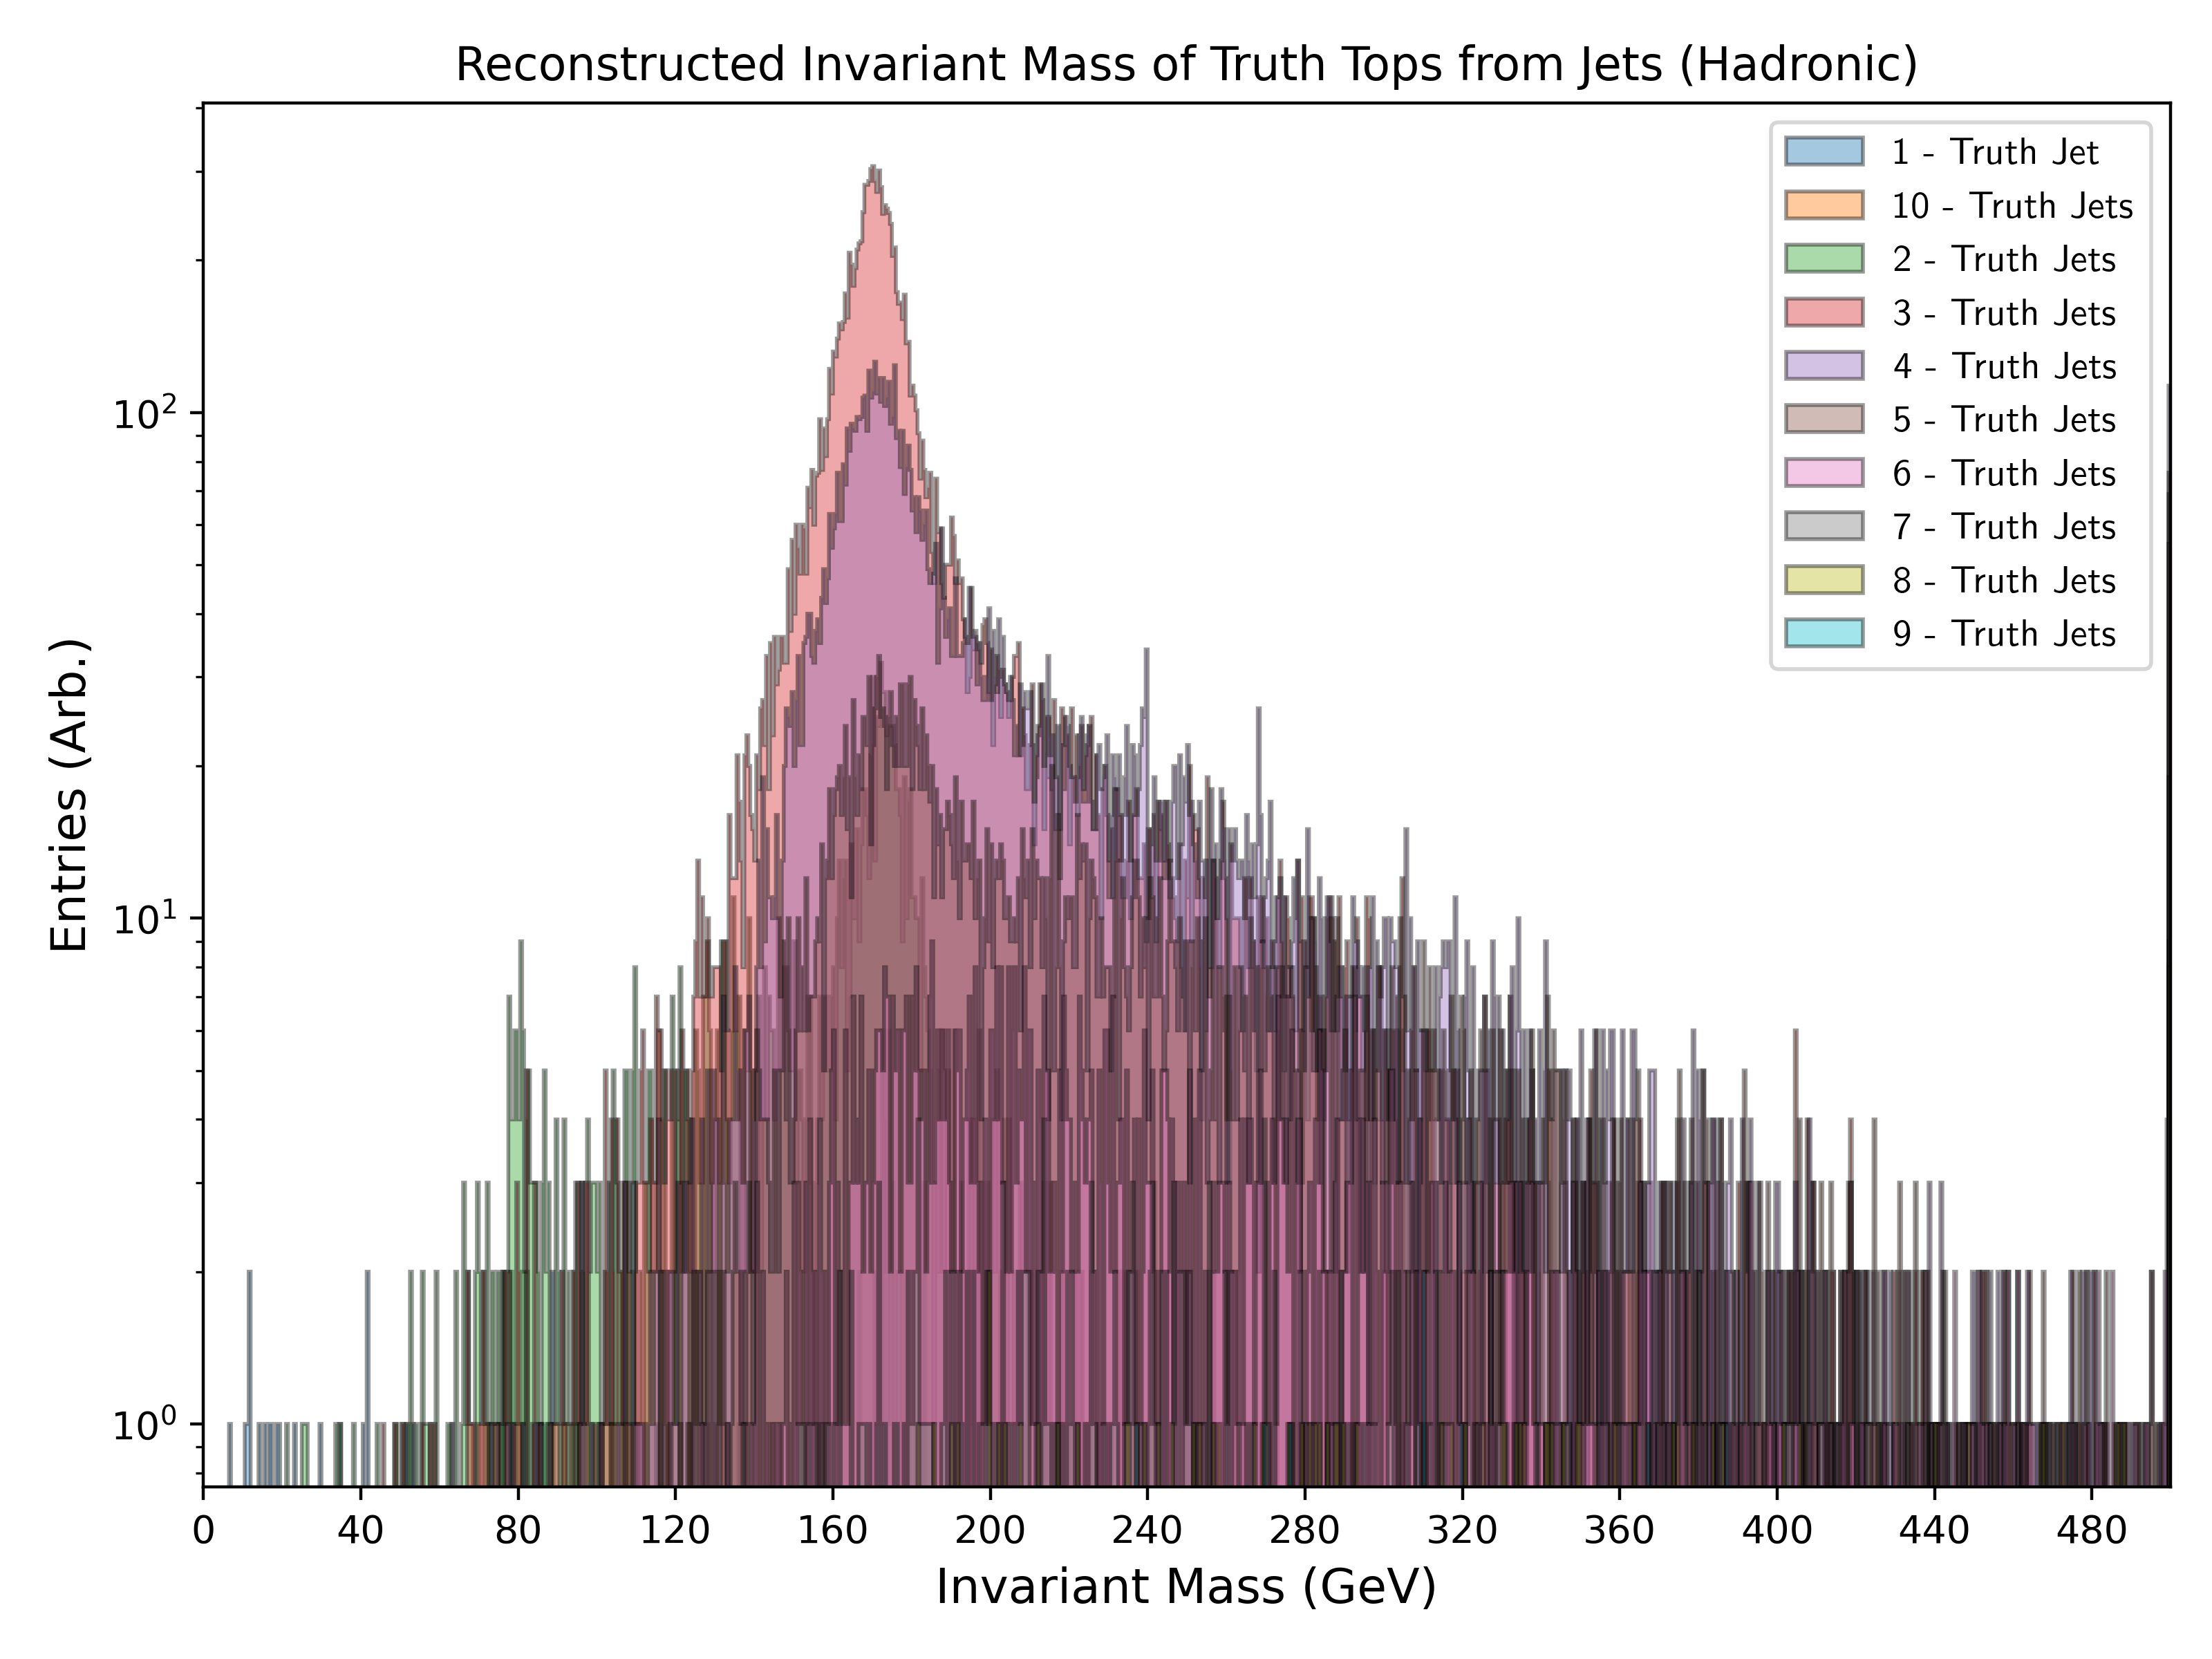 Reconstructed Invariant Mass of Truth Tops from Jets (Hadronic)
1 - Truth Jet
10 - Truth Jets
2 - Truth Jets
3 - Truth Jets
4 - Truth Jets
5 - Truth Jets
6 - Truth Jets
7 - Truth Jets
8 - Truth Jets
9 - Truth Jets
Entries (Arb.)
10²
10¹
10⁰
0 40 80 120 160 200 240 280 320 360 400 440 480
Invariant Mass (GeV)